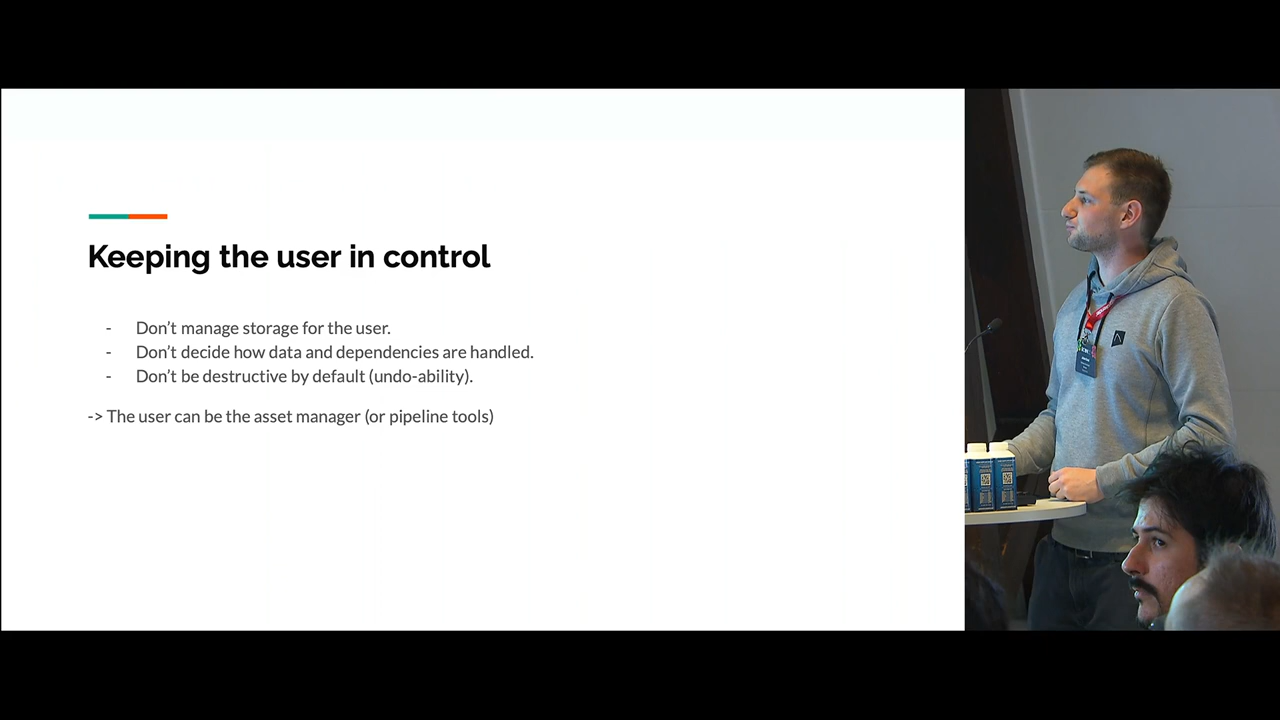 Keeping the user in control
- Don't manage storage for the user.
- Don't decide how data and dependencies are handled.
- Don't be destructive by default (undo-ability).
-> The user can be the asset manager (or pipeline tools)